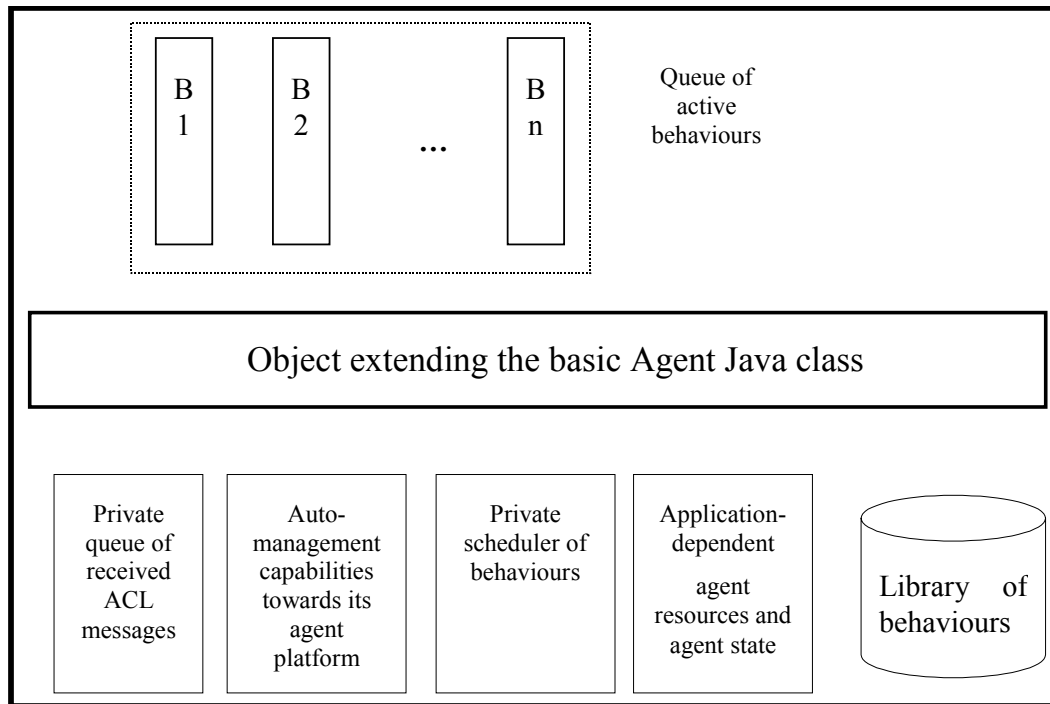 B
1
B
2
...
B
n
Queue of
active
behaviours
Object extending the basic Agent Java class
Private
queue of
received
ACL
messages
Auto-
management
capabilities
towards its
agent
platform
Private
scheduler of
behaviours
Application-
dependent
agent
resources and
agent state
Library of
behaviours